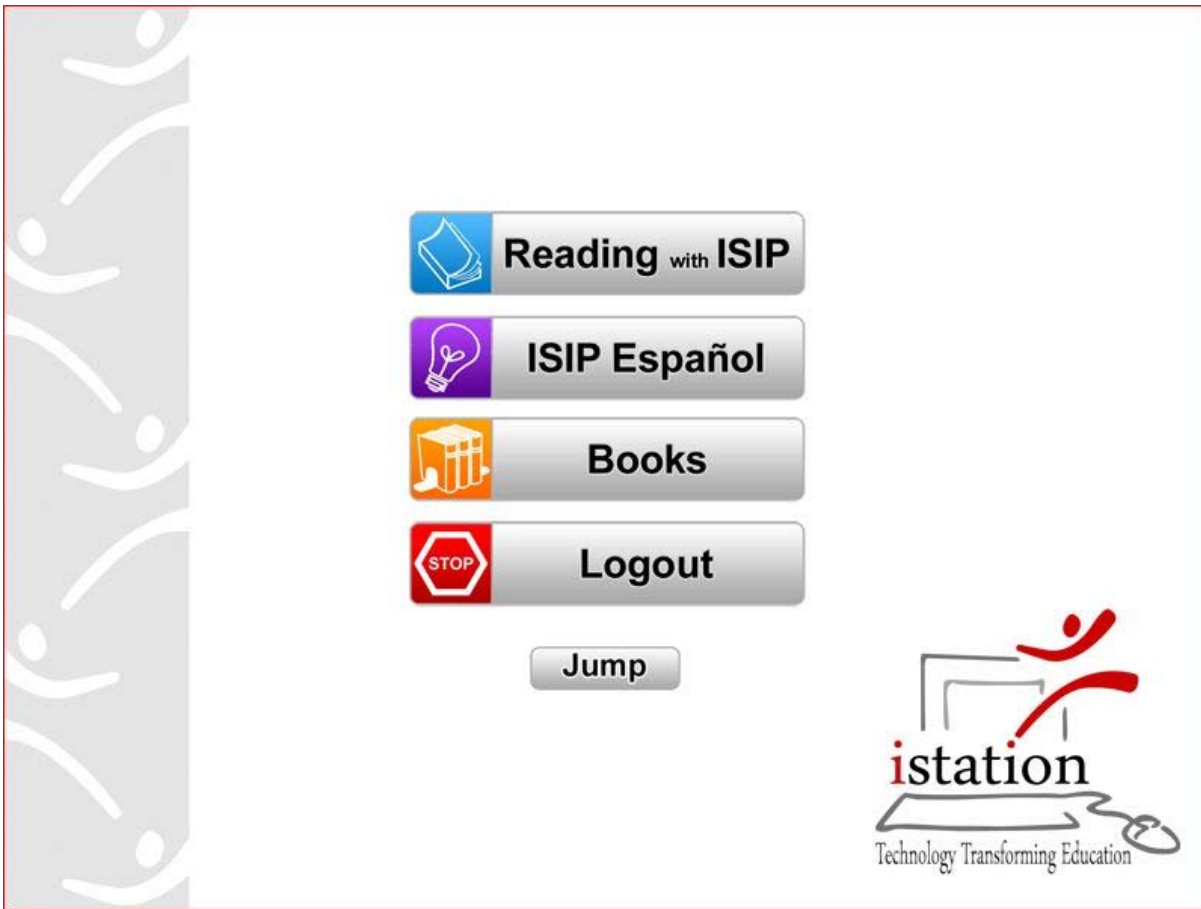 Reading with ISIP
ISIP Español
Books
STOP
Logout
Jump
istation
Technology Transforming Education